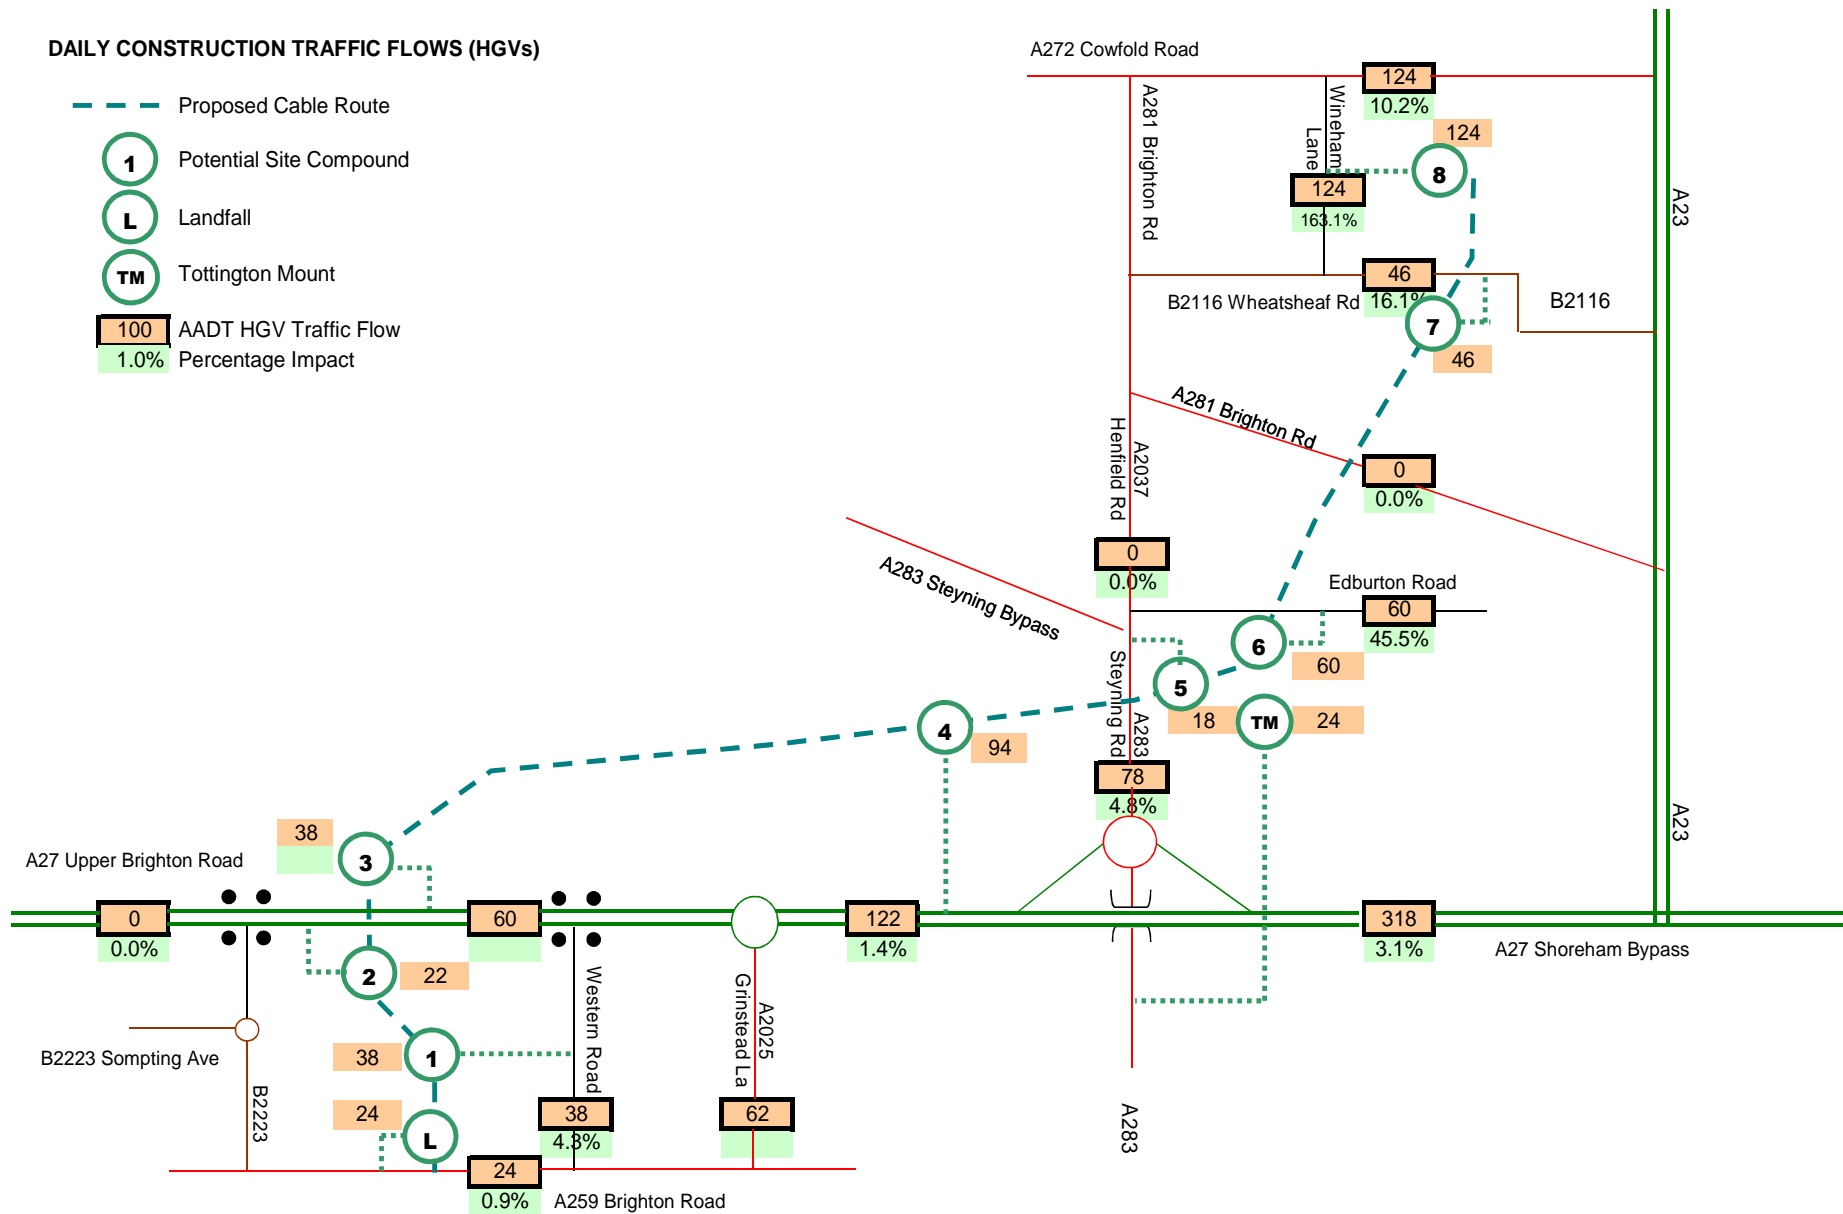 DAILY CONSTRUCTION TRAFFIC FLOWS (HGVs)
Proposed Cable Route
1 Potential Site Compound
L Landfall
TM Tottington Mount
100 AADT HGV Traffic Flow
1.0% Percentage Impact
A272 Cowfold Road
124
10.2%
A281 Brighton Rd
Wineham
Lane
124
8
124
163.1%
A23
46
B2116 Wheatsheaf Rd
16.1%
B2116
7
46
A281 Brighton Rd
0
0.0%
A2037
Henfield Rd
0
0.0%
A283 Steyning Bypass
Edburton Road
60
45.5%
6
60
5
18
TM
24
Steyning Rd
A283
4
94
78
4.8%
A23
38
3
A27 Upper Brighton Road
0
0.0%
60
122
1.4%
318
3.1%
A27 Shoreham Bypass
2
22
Western Road
A2025
Grinstead La
B2223 Sompting Ave
38
1
B2223
24
L
38
4.3%
62
A283
24
0.9%
A259 Brighton Road